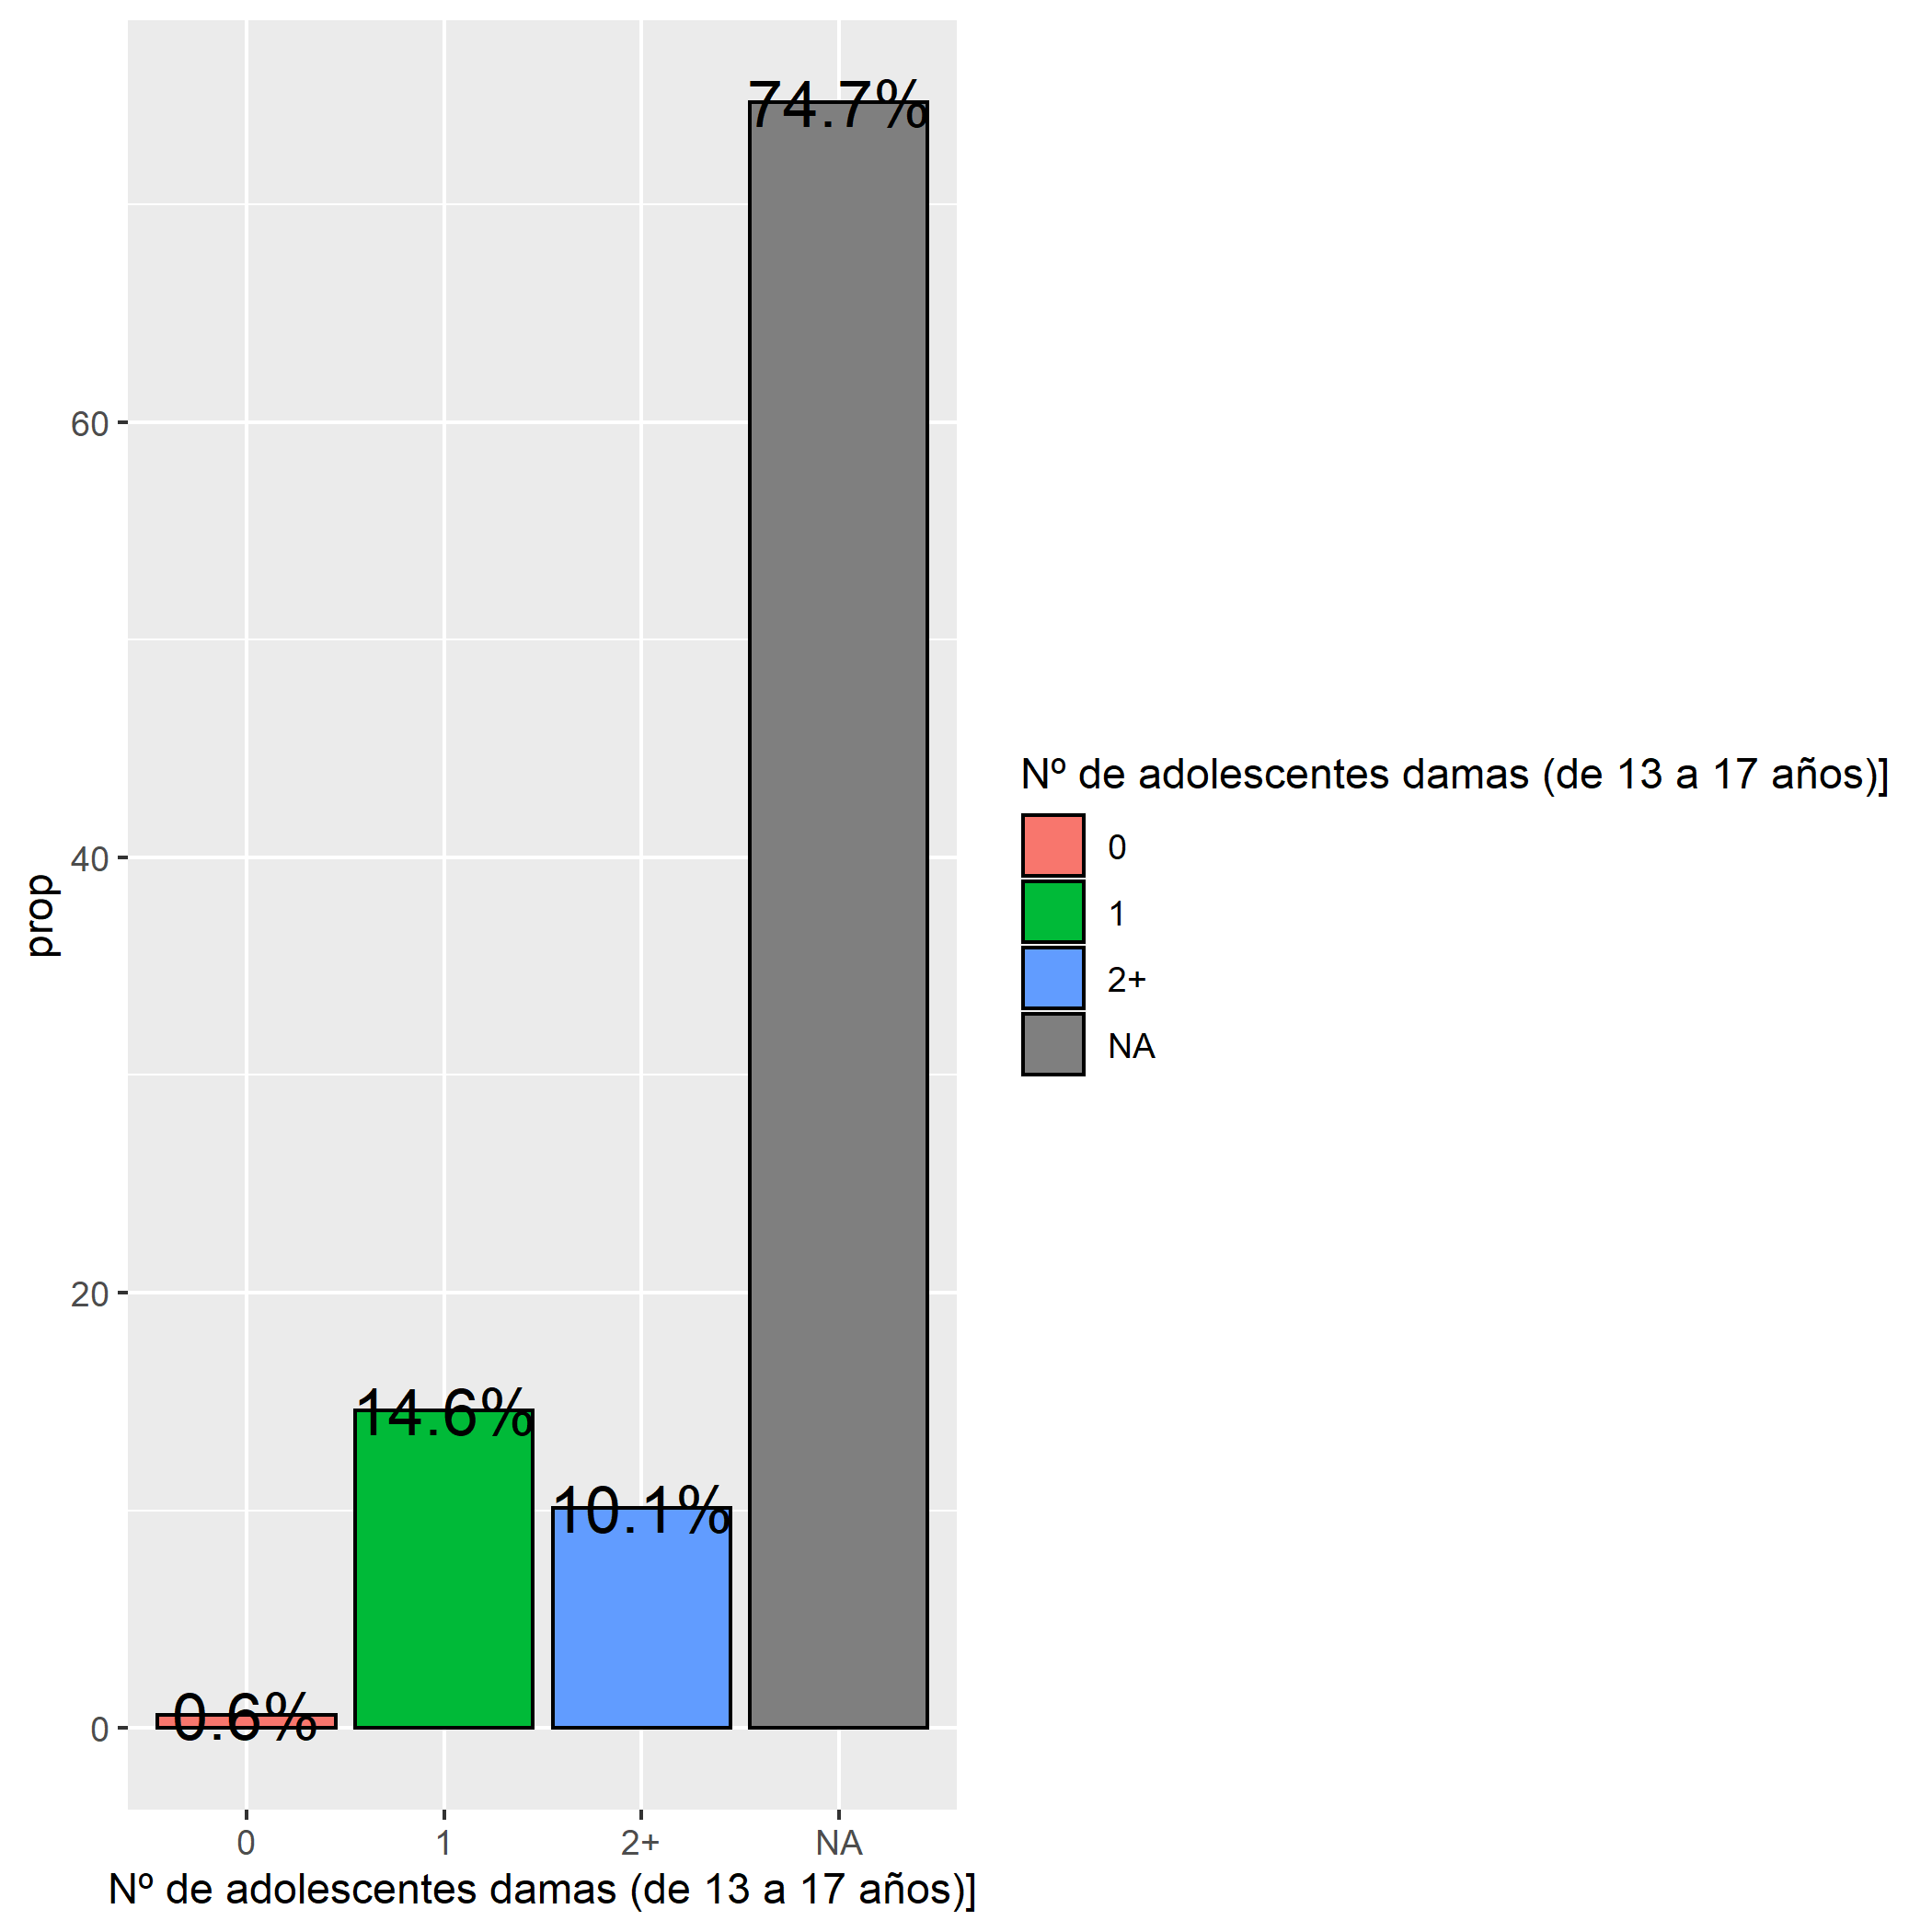 prop
60
40
20
0
74.7%
14.6%
10.1%
0.6%
0
1
2+
NA
Nº de adolescentes damas (de 13 a 17 años)]
Nº de adolescentes damas (de 13 a 17 años)]
0
1
2+
NA